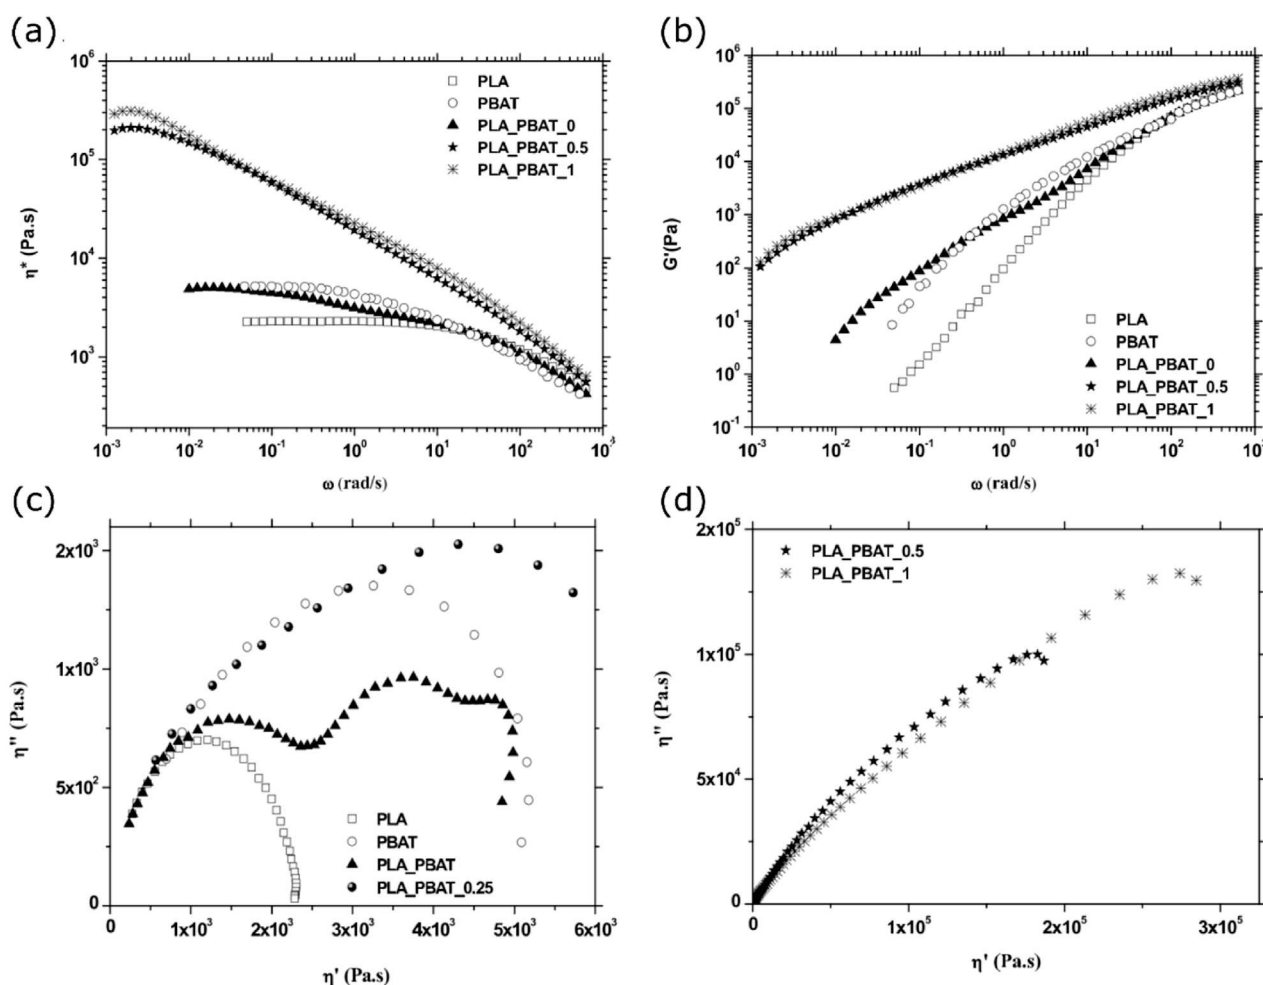 (a)
10⁶
10⁵
10⁴
10³
η* (Pa.s)
PLA
PBAT
PLA_PBAT_0
PLA_PBAT_0.5
PLA_PBAT_1
10⁻³ 10⁻² 10⁻¹ 10⁰ 10¹ 10² 10³
ω (rad/s)
(b)
10⁶
10⁵
10⁴
10³
10²
10¹
10⁰
10⁻¹
G'(Pa)
PLA
PBAT
PLA_PBAT_0
PLA_PBAT_0.5
PLA_PBAT_1
10⁻³ 10⁻² 10⁻¹ 10⁰ 10¹ 10² 10³
ω (rad/s)
(c)
2x10³
1x10³
5x10²
0
η'' (Pa.s)
PLA
PBAT
PLA_PBAT
PLA_PBAT_0.25
0 1x10³ 2x10³ 3x10³ 4x10³ 5x10³ 6x10³
η' (Pa.s)
(d)
2x10⁵
1x10⁵
5x10⁴
0
η'' (Pa.s)
PLA_PBAT_0.5
PLA_PBAT_1
0 1x10⁵ 2x10⁵ 3x10⁵
η' (Pa.s)